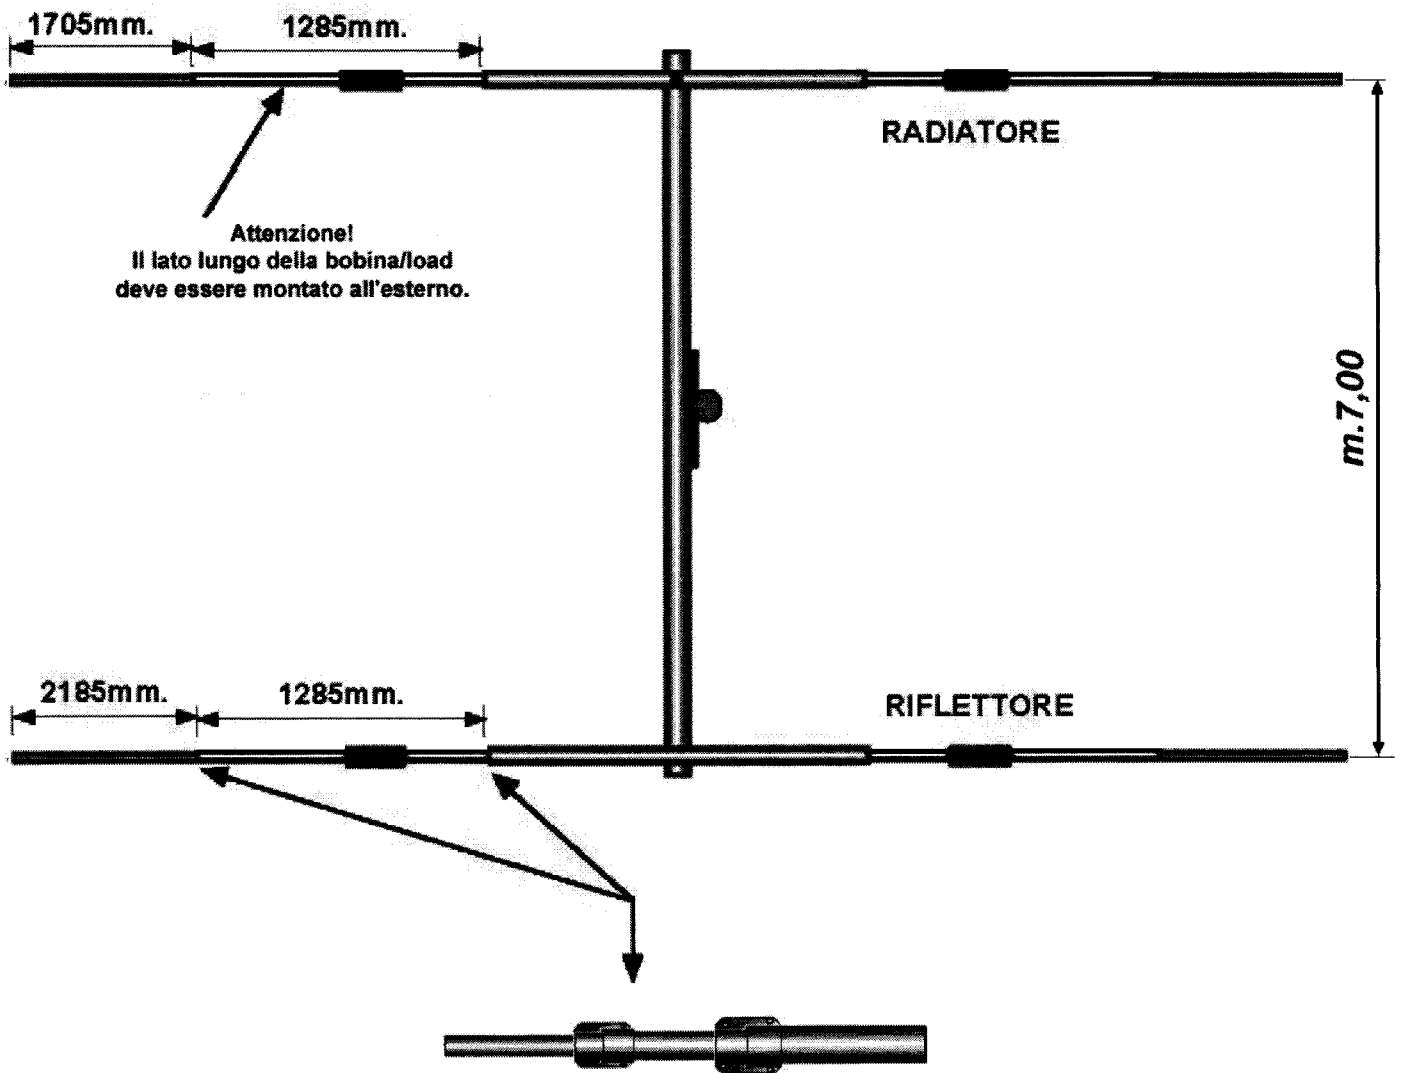 1705mm.
1285mm.
RADIATORE
Attenzione!
Il lato lungo della bobina/load
deve essere montato all'esterno.
m.7,00
2185mm.
1285mm.
RIFLETTORE